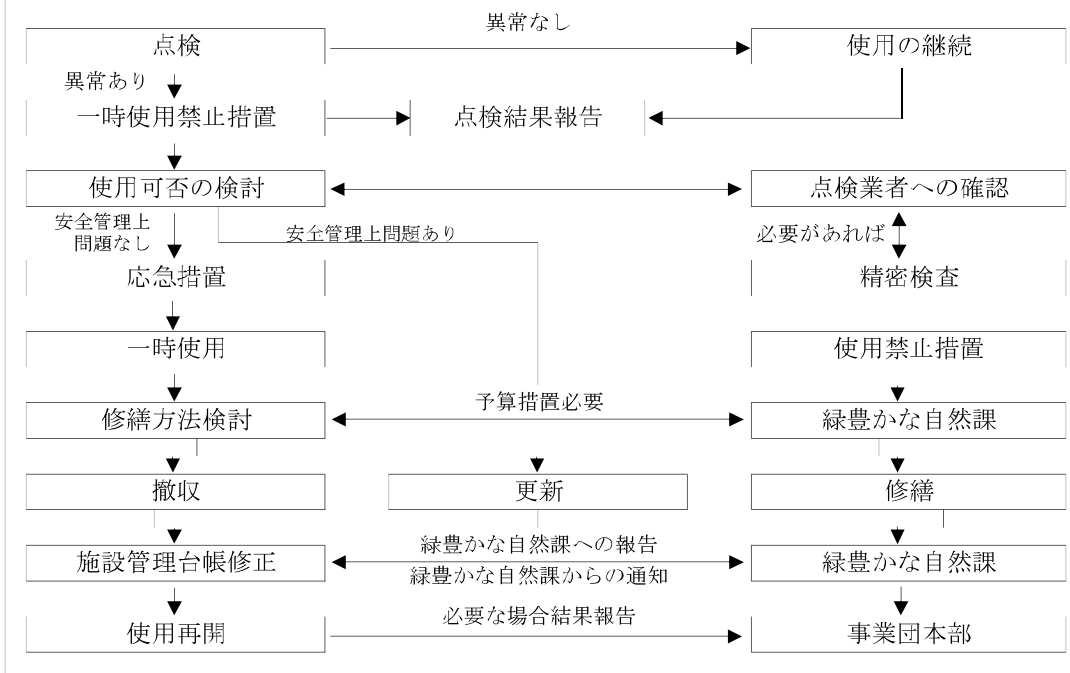 異常なし
点検
使用の継続
異常あり
一時使用禁止措置
点検結果報告
使用可否の検討
点検業者への確認
安全管理上
問題なし
安全管理上問題あり
必要があれば
応急措置
精密検査
一時使用
使用禁止措置
予算措置必要
修繕方法検討
緑豊かな自然課
撤収
更新
修繕
緑豊かな自然課への報告
施設管理台帳修正
緑豊かな自然課
緑豊かな自然課からの通知
必要な場合結果報告
使用再開
事業団本部